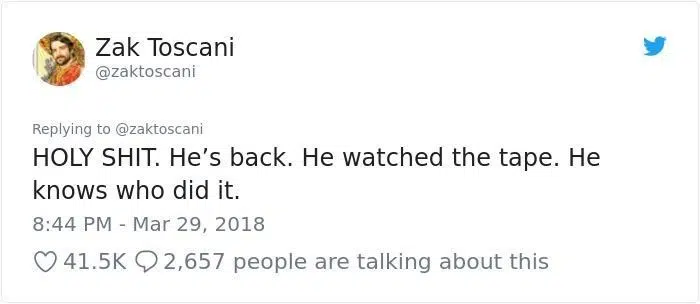 Zak Toscani
@zaktoscani
Replying to @zaktoscani
HOLY SHIT. He’s back. He watched the tape. He
knows who did it.
8:44 PM - Mar 29, 2018
41.5K 2,657 people are talking about this